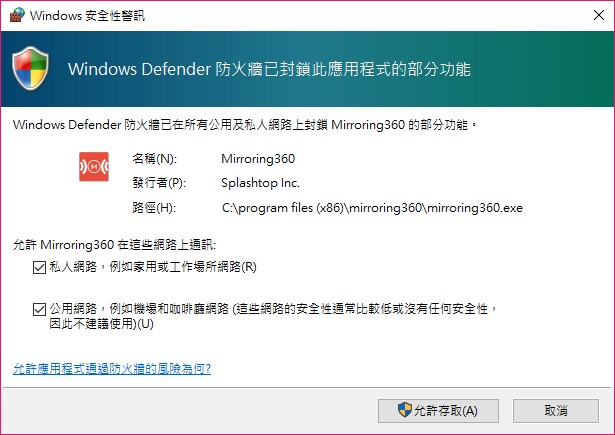 Windows 安全性警訊
Windows Defender 防火牆已封鎖此應用程式的部分功能
Windows Defender 防火牆已在所有公用及私人網路上封鎖 Mirroring360 的部分功能。
名稱(N): Mirroring360
發行者(P): Splashtop Inc.
路徑(H): C:\program files (x86)\mirroring360\mirroring360.exe
允許 Mirroring360 在這些網路上通訊:
私人網路，例如家用或工作場所網路(R)
公用網路，例如機場和咖啡廳網路 (這些網路的安全性通常比較低或沒有任何安全性，
因此不建議使用)(U)
允許應用程式通過防火牆的風險為何?
允許存取(A) 取消